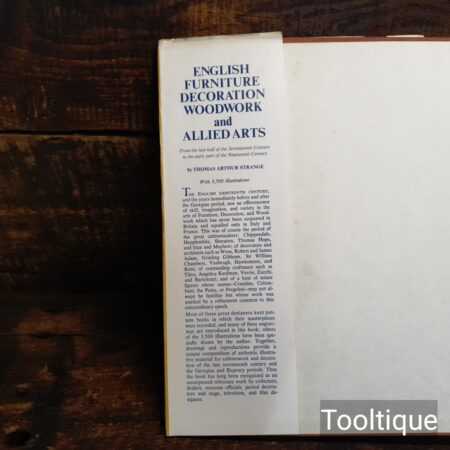 ENGLISH
FURNITURE
DECORATION
WOODWORK
and
ALLIED ARTS
From the last half of the Seventeenth Century
to the early part of the Nineteenth Century
by THOMAS ARTHUR STRANGE
With 3,500 Illustrations
THE ENGLISH EIGHTEENTH CENTURY,
and the years immediately before and after
the Georgian period, saw an efflorescence
of skill, imagination, and variety in the
arts of Furniture, Decoration, and Wood-
work which has never been surpassed in
Britain and equalled only in Italy and
France. This was of course the period of
the great cabinetmakers: Chippendale,
Hepplewhite, Sheraton, Thomas Hope,
and Ince and Mayhew; of decorators and
architects such as Wren, Robert and James
Adam, Grinling Gibbons, Sir William
Chambers, Vanbrugh, Hawksmoor, and
Kent; of outstanding craftsmen such as
Tijou, Angelica Kauffman, Zucchi,
and Bartolozzi; and of a host of minor
figures whose names
the Pastorini, or Pergolesi—may not al-
ways be familiar but whose work was
marked by a refinement common to this
extraordinary epoch.
Most of these great designers kept pattern
books in which their masterpieces
were recorded, and many of these engrav-
ings are introduced in this book; others
of the 3,500 illustrations have been spe-
cially drawn by the author. Together,
drawings and reproductions provide a
unique compendium of authentic illustra-
tive material for cabinetwork and decora-
tion of the late seventeenth century and
the Georgian and Regency periods. Thus
the book has long been recognized as an
unsurpassed reference work by collectors,
dealers, museum officials, period decora-
tors and stage, television, and film de-
signers.
Tooltique